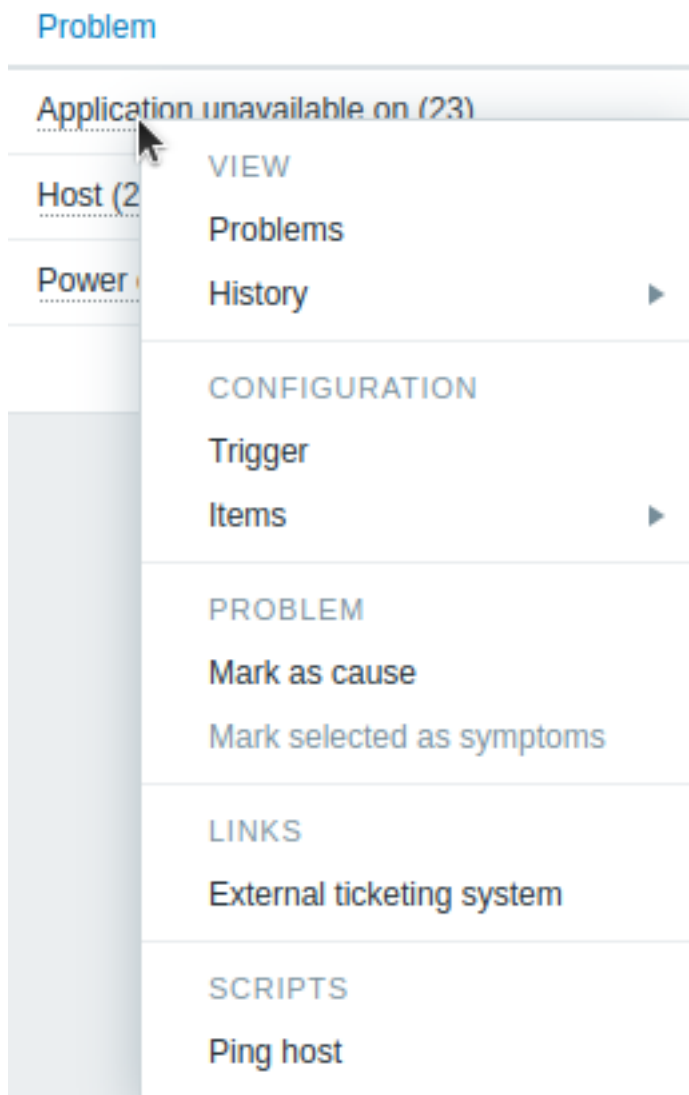 Problem
Application unavailable on (23)
Host (2
Power
VIEW
Problems
History
CONFIGURATION
Trigger
Items
PROBLEM
Mark as cause
Mark selected as symptoms
LINKS
External ticketing system
SCRIPTS
Ping host